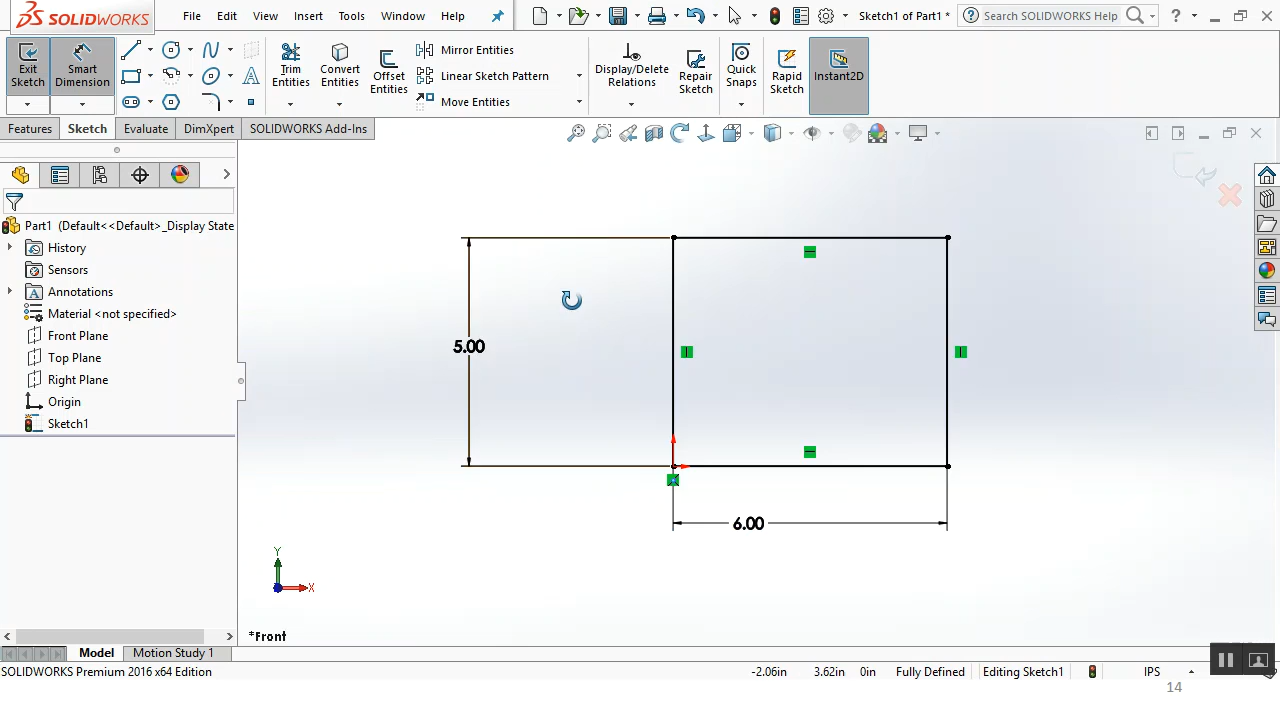 SOLIDWORKS File Edit View Insert Tools Window Help Sketch1 of Part1 * Search SOLIDWORKS Help ?
Exit Sketch
Smart Dimension
Trim Entities
Convert Entities
Offset Entities
Mirror Entities
Linear Sketch Pattern
Move Entities
Display/Delete Relations
Repair Sketch
Quick Snaps
Rapid Sketch
Instant2D
Features Sketch Evaluate DimXpert SOLIDWORKS Add-Ins
Part1 (Default<<Default>_Display State
History
Sensors
Annotations
Material <not specified>
Front Plane
Top Plane
Right Plane
Origin
Sketch1
5.00
6.00
Y
X
*Front
Model Motion Study 1
SOLIDWORKS Premium 2016 x64 Edition -2.06in 3.62in 0in Fully Defined Editing Sketch1 IPS
14